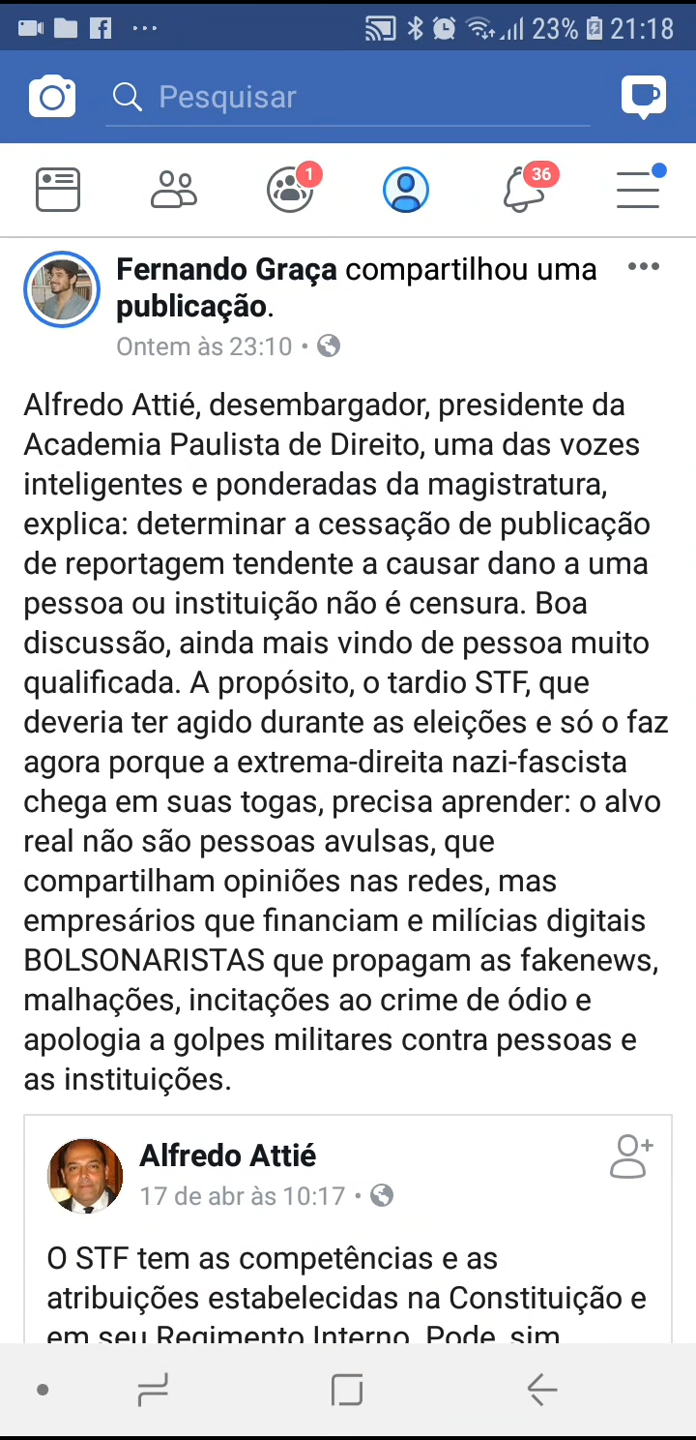 23% 21:18
Pesquisar
1
36
Fernando Graça compartilhou uma
publicação.
Ontem às 23:10 •
Alfredo Attié, desembargador, presidente da
Academia Paulista de Direito, uma das vozes
inteligentes e ponderadas da magistratura,
explica: determinar a cessação de publicação
de reportagem tendente a causar dano a uma
pessoa ou instituição não é censura. Boa
discussão, ainda mais vindo de pessoa muito
qualificada. A propósito, o tardio STF, que
deveria ter agido durante as eleições e só o faz
agora porque a extrema-direita nazi-fascista
chega em suas togas, precisa aprender: o alvo
real não são pessoas avulsas, que
compartilham opiniões nas redes, mas
empresários que financiam e milícias digitais
BOLSONARISTAS que propagam as fakenews,
malhações, incitações ao crime de ódio e
apologia a golpes militares contra pessoas e
as instituições.
Alfredo Attié
17 de abr às 10:17 •
O STF tem as competências e as
atribuições estabelecidas na Constituição e
em seu Regimento Interno. Pode, sim